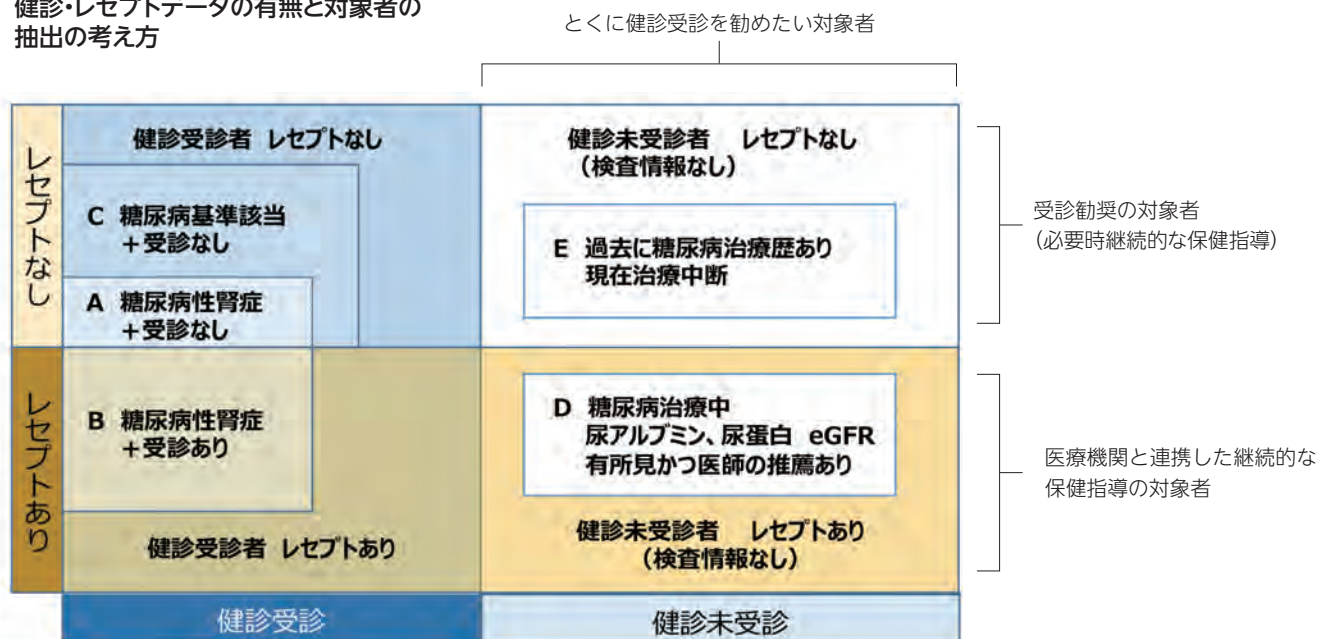 健診・レセプトデータの有無と対象者の
抽出の考え方
とくに健診受診を勧めたい対象者
レセプトなし
健診受診者 レセプトなし
C 糖尿病基準該当
+受診なし
A 糖尿病性腎症
+受診なし
健診未受診者 レセプトなし
(検査情報なし)
E 過去に糖尿病治療歴あり
現在治療中断
受診勧奨の対象者
(必要時継続的な保健指導)
レセプトあり
B 糖尿病性腎症
+受診あり
健診受診者 レセプトあり
D 糖尿病治療中
尿アルブミン、尿蛋白 eGFR
有所見かつ医師の推薦あり
健診未受診者 レセプトあり
(検査情報なし)
医療機関と連携した継続的な
保健指導の対象者
健診受診
健診未受診